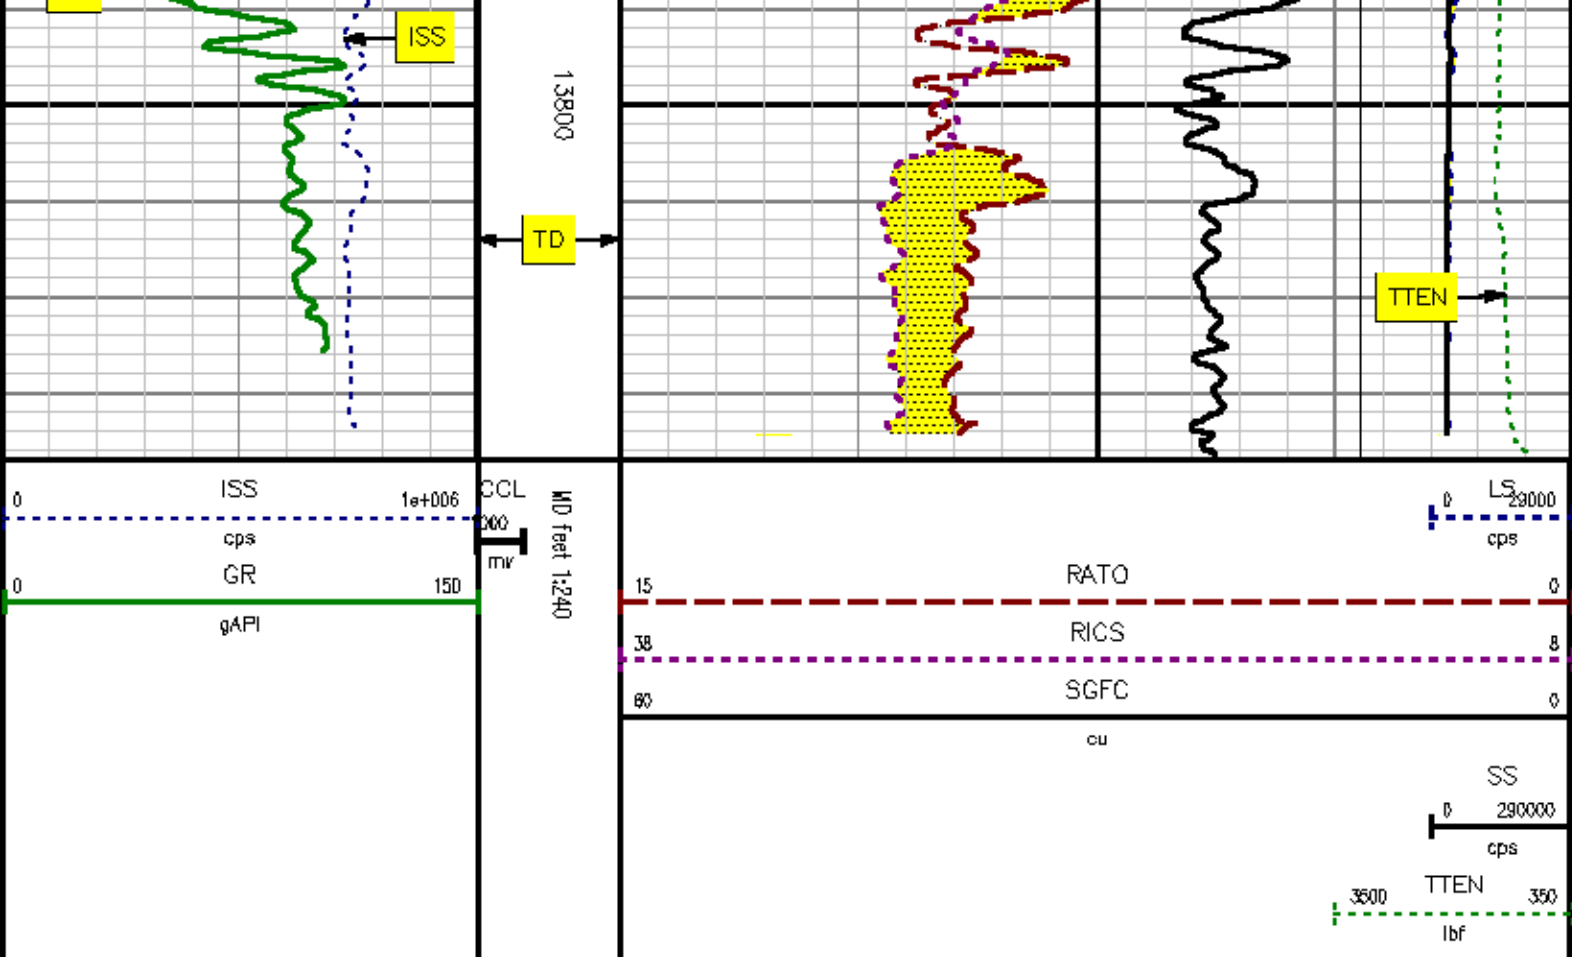 ISS
13800
TD
TTEN
ISS
0 1e+006
cps
GR
0 150
gAPI
CCL
000
mv
MD feet 1:240
LS
0 29000
cps
RATO
15 0
RICS
38 8
SGFC
60 0
cu
SS
0 290000
cps
TTEN
3500 350
lbf